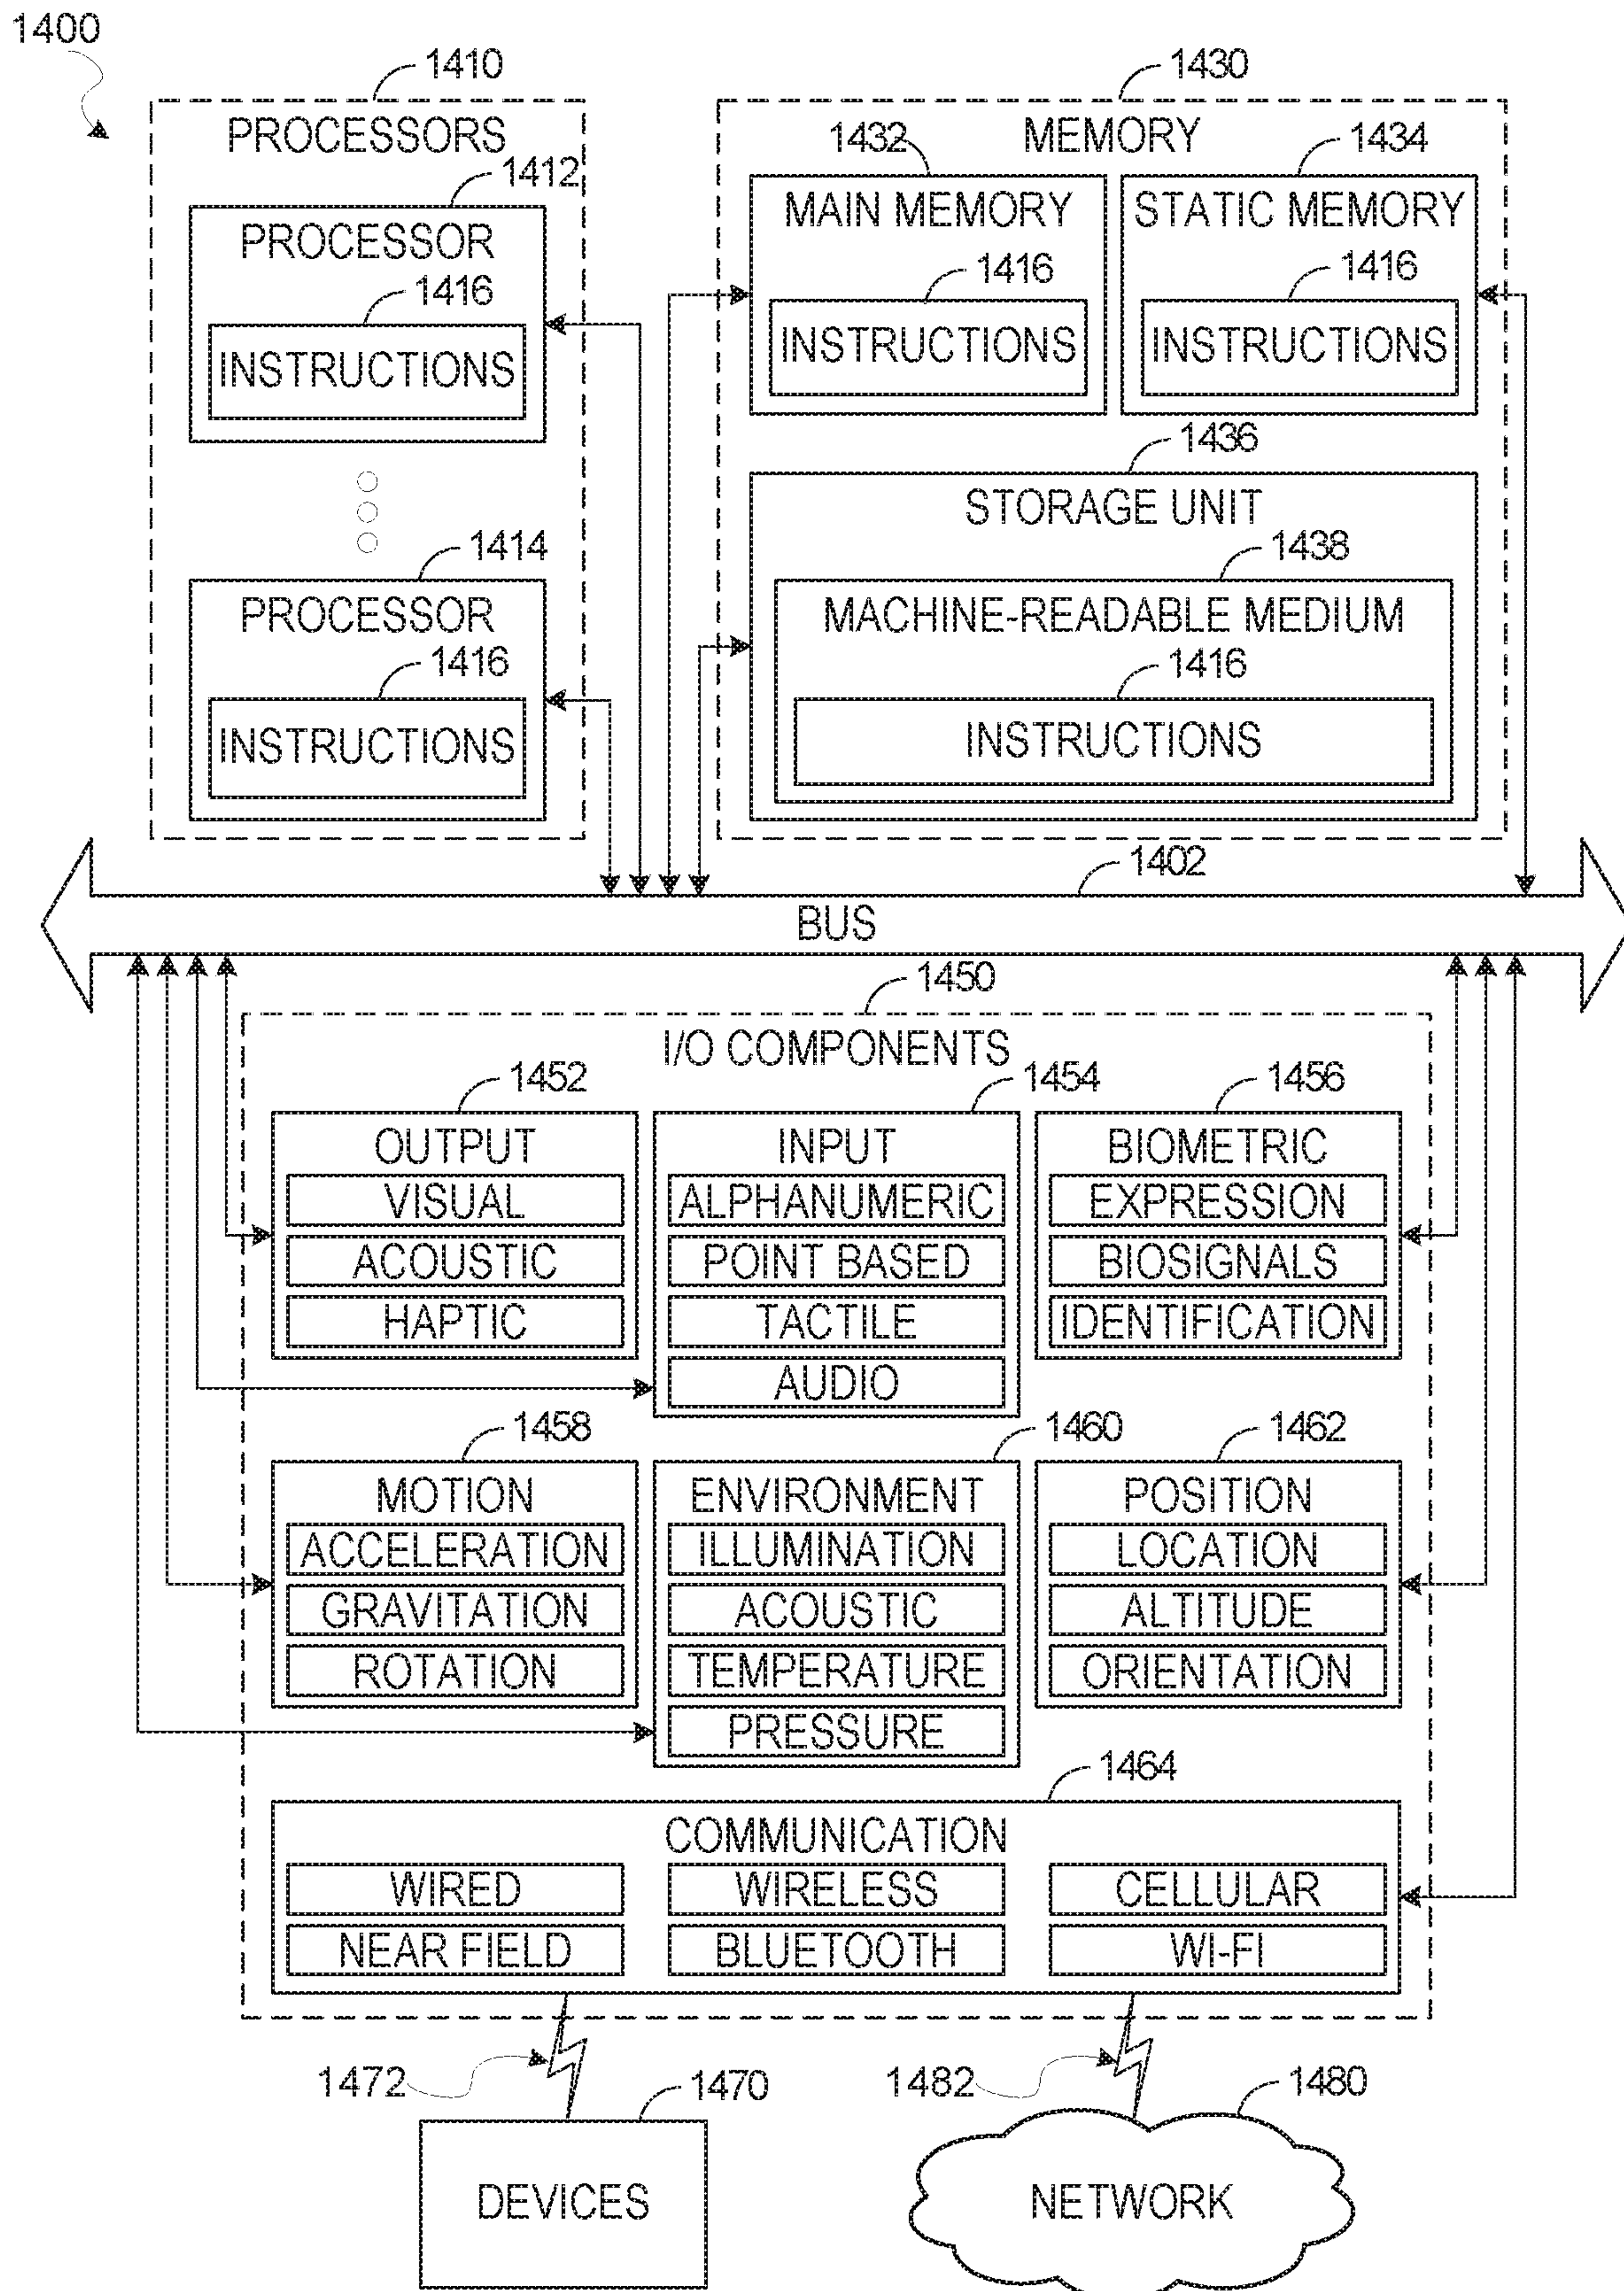 1400
1410
PROCESSORS
1412
PROCESSOR
1416
INSTRUCTIONS
1414
PROCESSOR
1416
INSTRUCTIONS
1430
MEMORY
1432
MAIN MEMORY
1416
INSTRUCTIONS
1434
STATIC MEMORY
1416
INSTRUCTIONS
1436
STORAGE UNIT
1438
MACHINE-READABLE MEDIUM
1416
INSTRUCTIONS
1402
BUS
1450
I/O COMPONENTS
1452
OUTPUT
VISUAL
ACOUSTIC
HAPTIC
1454
INPUT
ALPHANUMERIC
POINT BASED
TACTILE
AUDIO
1456
BIOMETRIC
EXPRESSION
BIOSIGNALS
IDENTIFICATION
1458
MOTION
ACCELERATION
GRAVITATION
ROTATION
1460
ENVIRONMENT
ILLUMINATION
ACOUSTIC
TEMPERATURE
PRESSURE
1462
POSITION
LOCATION
ALTITUDE
ORIENTATION
1464
COMMUNICATION
WIRED
WIRELESS
CELLULAR
NEAR FIELD
BLUETOOTH
WI-FI
1472
1470
DEVICES
1482
1480
NETWORK